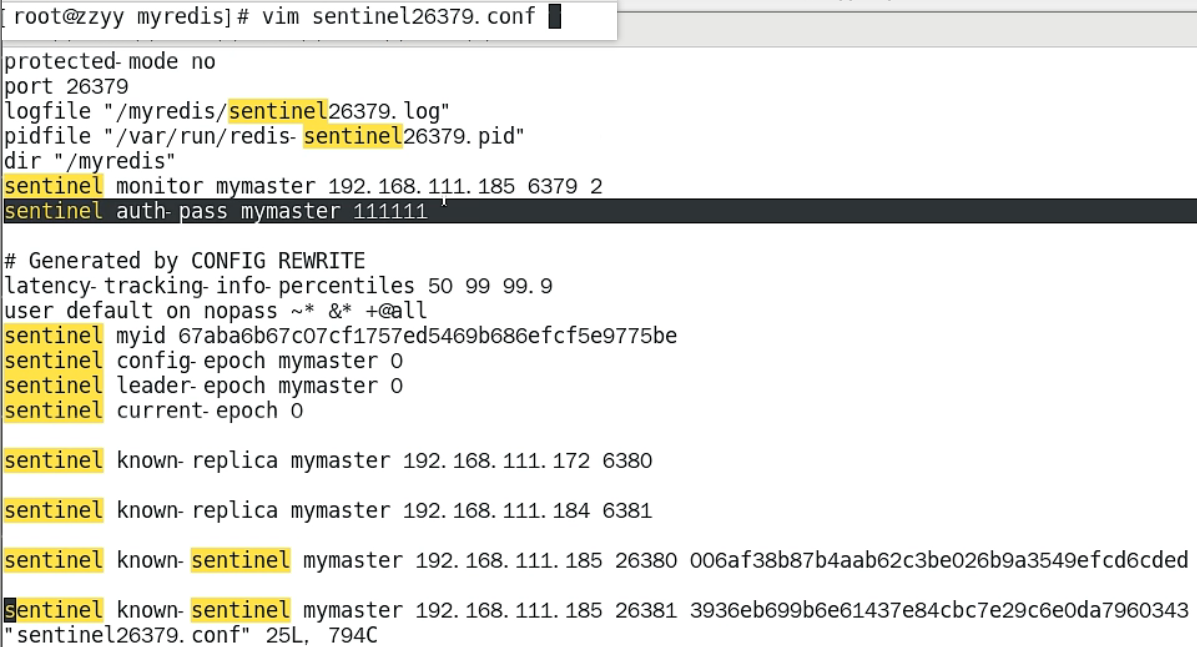 [root@zzyy myredis]# vim sentinel26379.conf
protected-mode no
port 26379
logfile "/myredis/sentinel26379.log"
pidfile "/var/run/redis-sentinel26379.pid"
dir "/myredis"
sentinel monitor mymaster 192.168.111.185 6379 2
sentinel auth-pass mymaster 111111
# Generated by CONFIG REWRITE
latency-tracking-info-percentiles 50 99 99.9
user default on nopass ~* &* +@all
sentinel myid 67aba6b67c07cf1757ed5469b686efcf5e9775be
sentinel config-epoch mymaster 0
sentinel leader-epoch mymaster 0
sentinel current-epoch 0
sentinel known-replica mymaster 192.168.111.172 6380
sentinel known-replica mymaster 192.168.111.184 6381
sentinel known-sentinel mymaster 192.168.111.185 26380 006af38b87b4aab62c3be026b9a3549efcd6cded
sentinel known-sentinel mymaster 192.168.111.185 26381 3936eb699b6e61437e84cbc7e29c6e0da7960343
"sentinel26379.conf" 25L, 794C